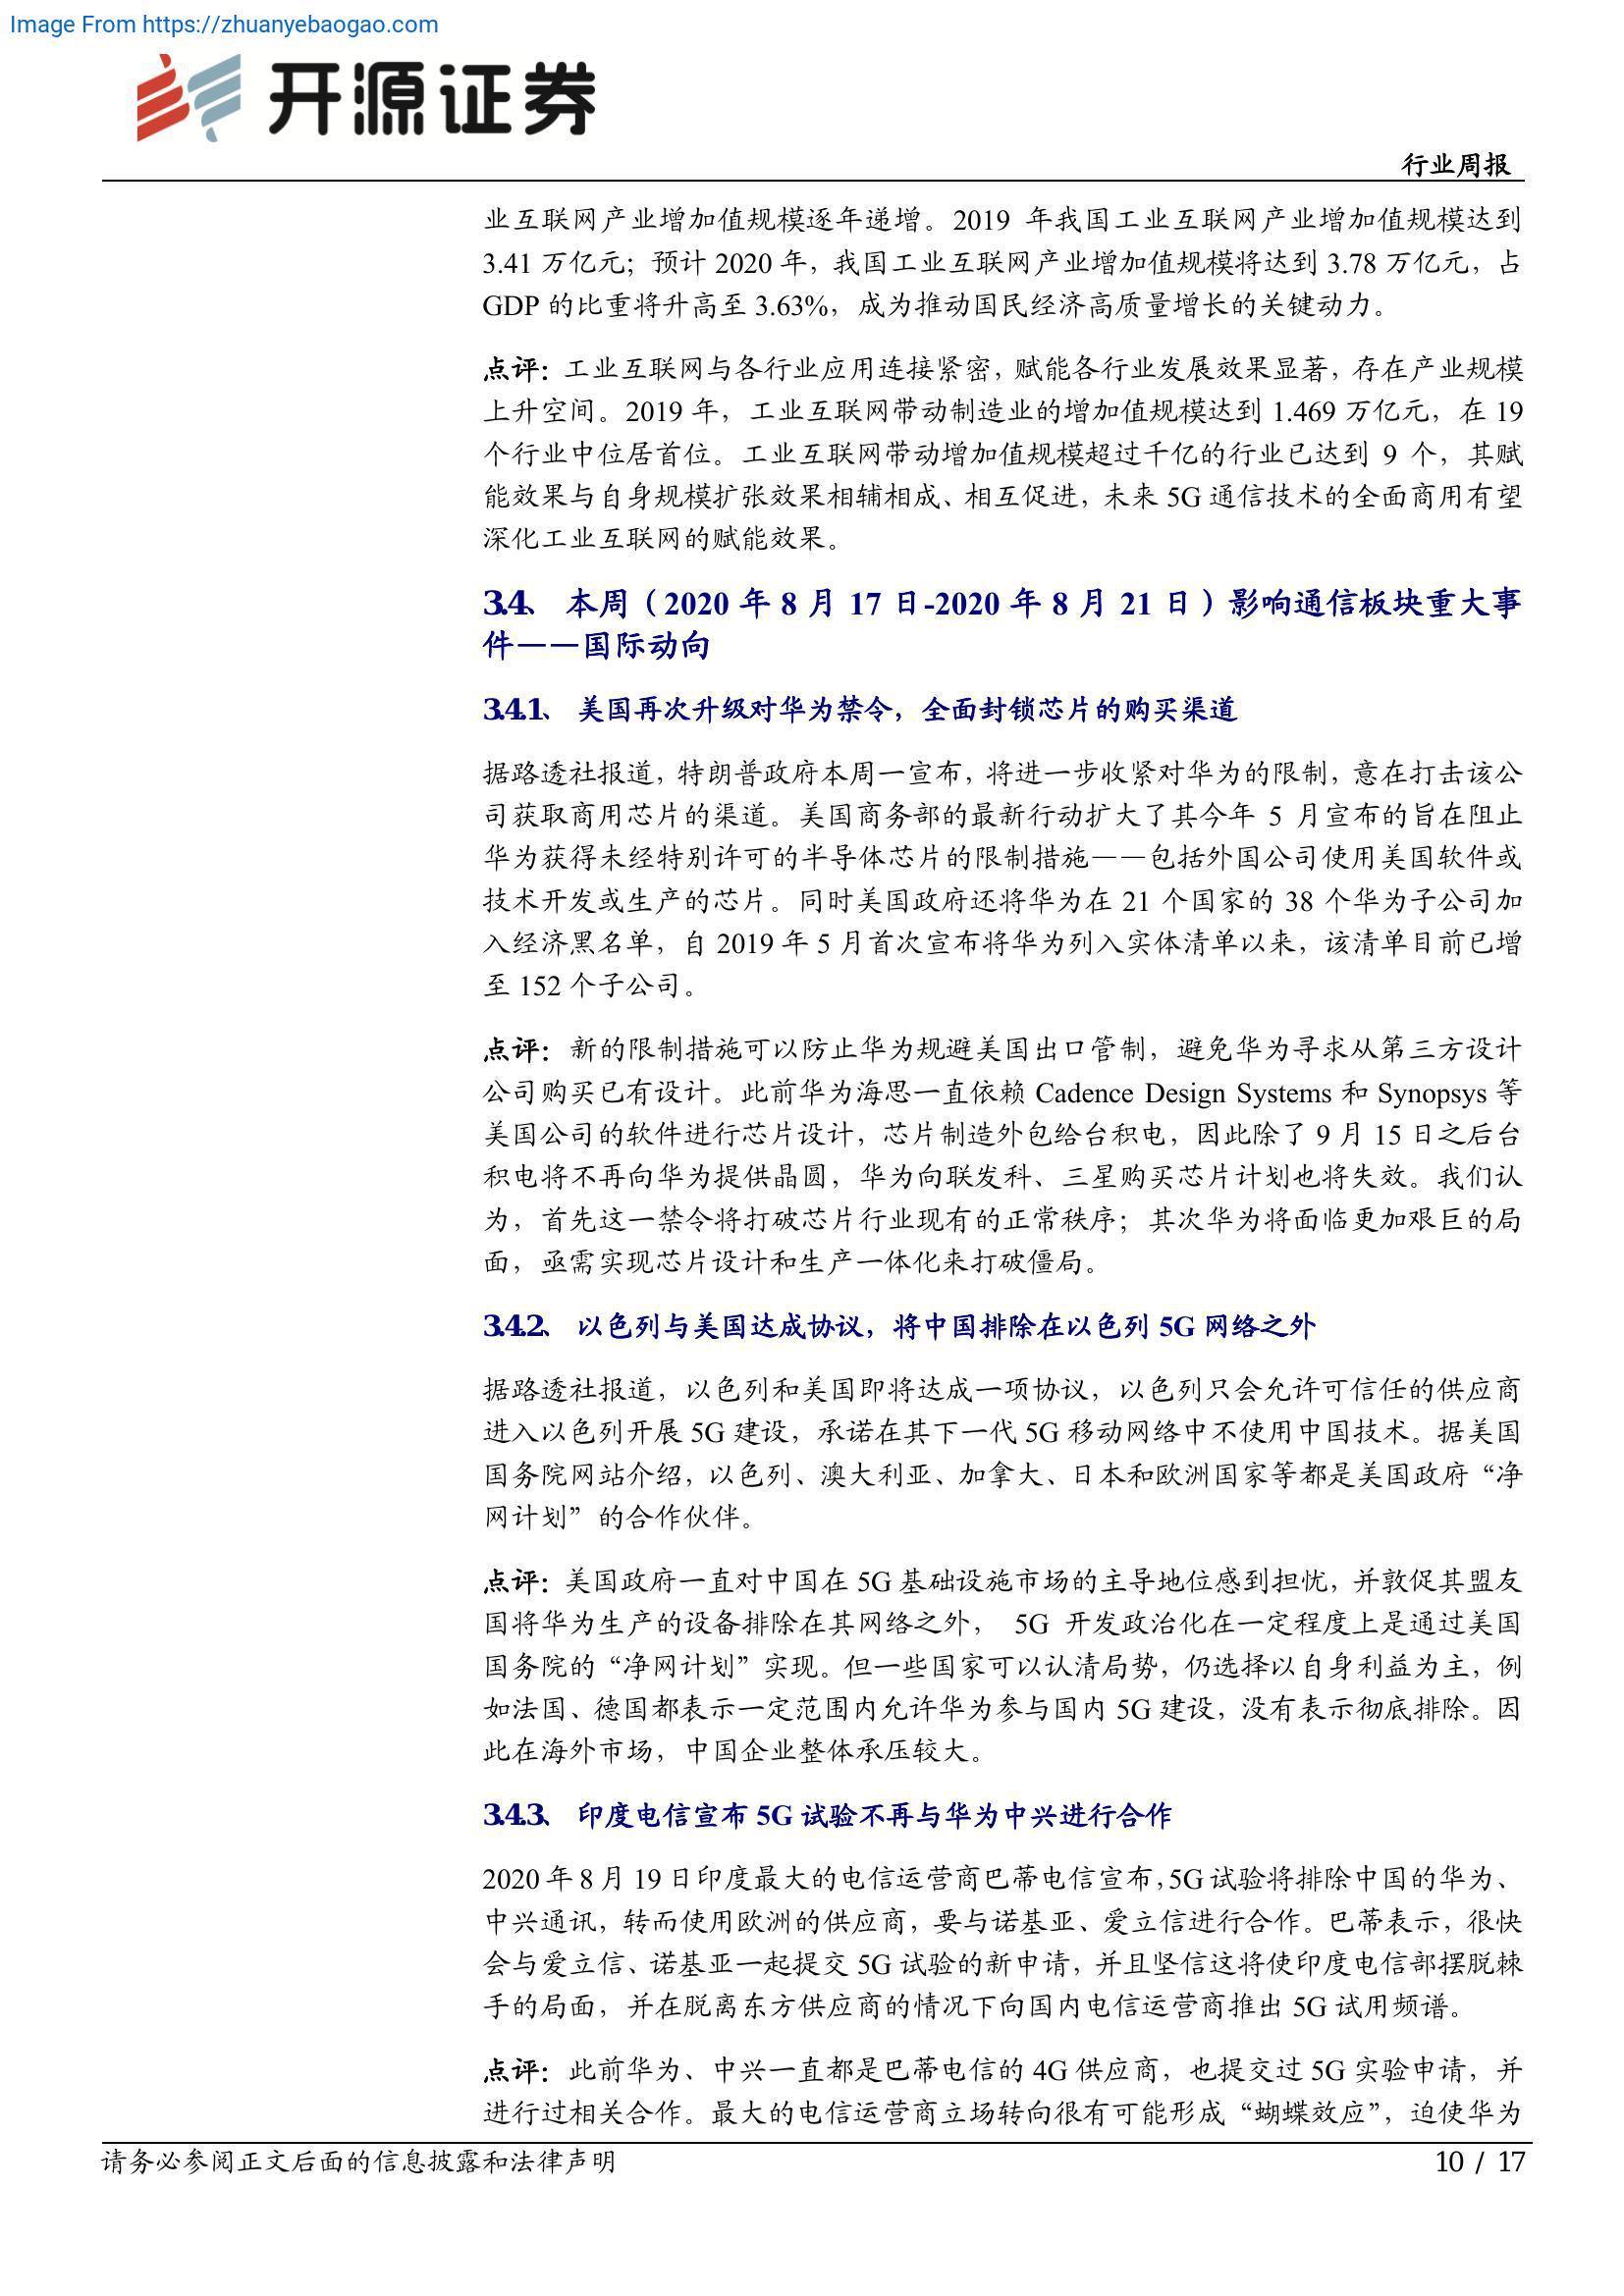 Image From https://zhuanyebaogao.com
开源证券
行业周报
业互联网产业增加值规模逐年递增。2019 年我国工业互联网产业增加值规模达到
3.41 万亿元；预计 2020 年，我国工业互联网产业增加值规模将达到 3.78 万亿元，占
GDP 的比重将升高至 3.63%，成为推动国民经济高质量增长的关键动力。
点评：工业互联网与各行业应用连接紧密，赋能各行业发展效果显著，存在产业规模
上升空间。2019 年，工业互联网带动制造业的增加值规模达到 1.469 万亿元，在 19
个行业中位居首位。工业互联网带动增加值规模超过千亿的行业已达到 9 个，其赋
能效果与自身规模扩张效果相辅相成、相互促进，未来 5G 通信技术的全面商用有望
深化工业互联网的赋能效果。
3.4、 本周（2020 年 8 月 17 日-2020 年 8 月 21 日）影响通信板块重大事
件——国际动向
3.4.1、 美国再次升级对华为禁令，全面封锁芯片的购买渠道
据路透社报道，特朗普政府本周一宣布，将进一步收紧对华为的限制，意在打击该公
司获取商用芯片的渠道。美国商务部的最新行动扩大了其今年 5 月宣布的旨在阻止
华为获得未经特别许可的半导体芯片的限制措施——包括外国公司使用美国软件或
技术开发或生产的芯片。同时美国政府还将华为在 21 个国家的 38 个华为子公司加
入经济黑名单，自 2019 年 5 月首次宣布将华为列入实体清单以来，该清单目前已增
至 152 个子公司。
点评：新的限制措施可以防止华为规避美国出口管制，避免华为寻求从第三方设计
公司购买已有设计。此前华为海思一直依赖 Cadence Design Systems 和 Synopsys 等
美国公司的软件进行芯片设计，芯片制造外包给台积电，因此除了 9 月 15 日之后台
积电将不再向华为提供晶圆，华为向联发科、三星购买芯片计划也将失效。我们认
为，首先这一禁令将打破芯片行业现有的正常秩序；其次华为将面临更加艰巨的局
面，亟需实现芯片设计和生产一体化来打破僵局。
3.4.2、 以色列与美国达成协议，将中国排除在以色列 5G 网络之外
据路透社报道，以色列和美国即将达成一项协议，以色列只会允许可信任的供应商
进入以色列开展 5G 建设，承诺在其下一代 5G 移动网络中不使用中国技术。据美国
国务院网站介绍，以色列、澳大利亚、加拿大、日本和欧洲国家等都是美国政府“净
网计划”的合作伙伴。
点评：美国政府一直对中国在 5G 基础设施市场的主导地位感到担忧，并敦促其盟友
国将华为生产的设备排除在其网络之外， 5G 开发政治化在一定程度上是通过美国
国务院的“净网计划”实现。但一些国家可以认清局势，仍选择以自身利益为主，例
如法国、德国都表示一定范围内允许华为参与国内 5G 建设，没有表示彻底排除。因
此在海外市场，中国企业整体承压较大。
3.4.3、 印度电信宣布 5G 试验不再与华为中兴进行合作
2020 年 8 月 19 日印度最大的电信运营商巴蒂电信宣布，5G 试验将排除中国的华为、
中兴通讯，转而使用欧洲的供应商，要与诺基亚、爱立信进行合作。巴蒂表示，很快
会与爱立信、诺基亚一起提交 5G 试验的新申请，并且坚信这将使印度电信部摆脱棘
手的局面，并在脱离东方供应商的情况下向国内电信运营商推出 5G 试用频谱。
点评：此前华为、中兴一直都是巴蒂电信的 4G 供应商，也提交过 5G 实验申请，并
进行过相关合作。最大的电信运营商立场转向很有可能形成“蝴蝶效应”，迫使华为
请务必参阅正文后面的信息披露和法律声明
10 / 17